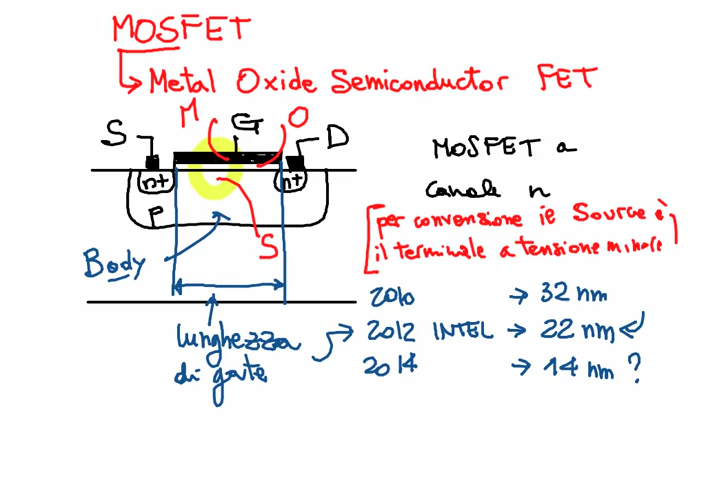 MOSFET
Metal Oxide Semiconductor FET
M
O
S
G
D
n+
n+
P
S
Body
MOSFET a
canale n
per convenzione il Source è
il terminale a tensione minore
lunghezza
di gate
2010 → 32 nm
→ 2012 INTEL → 22 nm
2014 → 14 nm ?